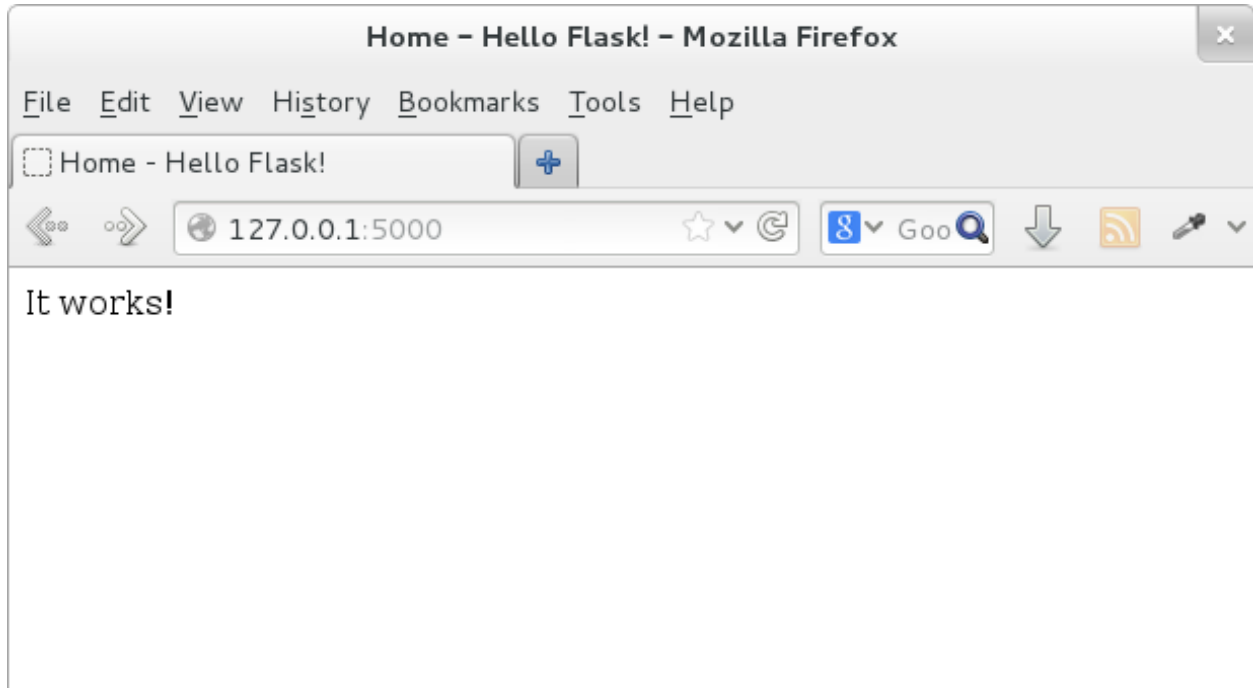 Home – Hello Flask! – Mozilla Firefox
File Edit View History Bookmarks Tools Help
Home - Hello Flask!
127.0.0.1:5000 8 Goo
It works!